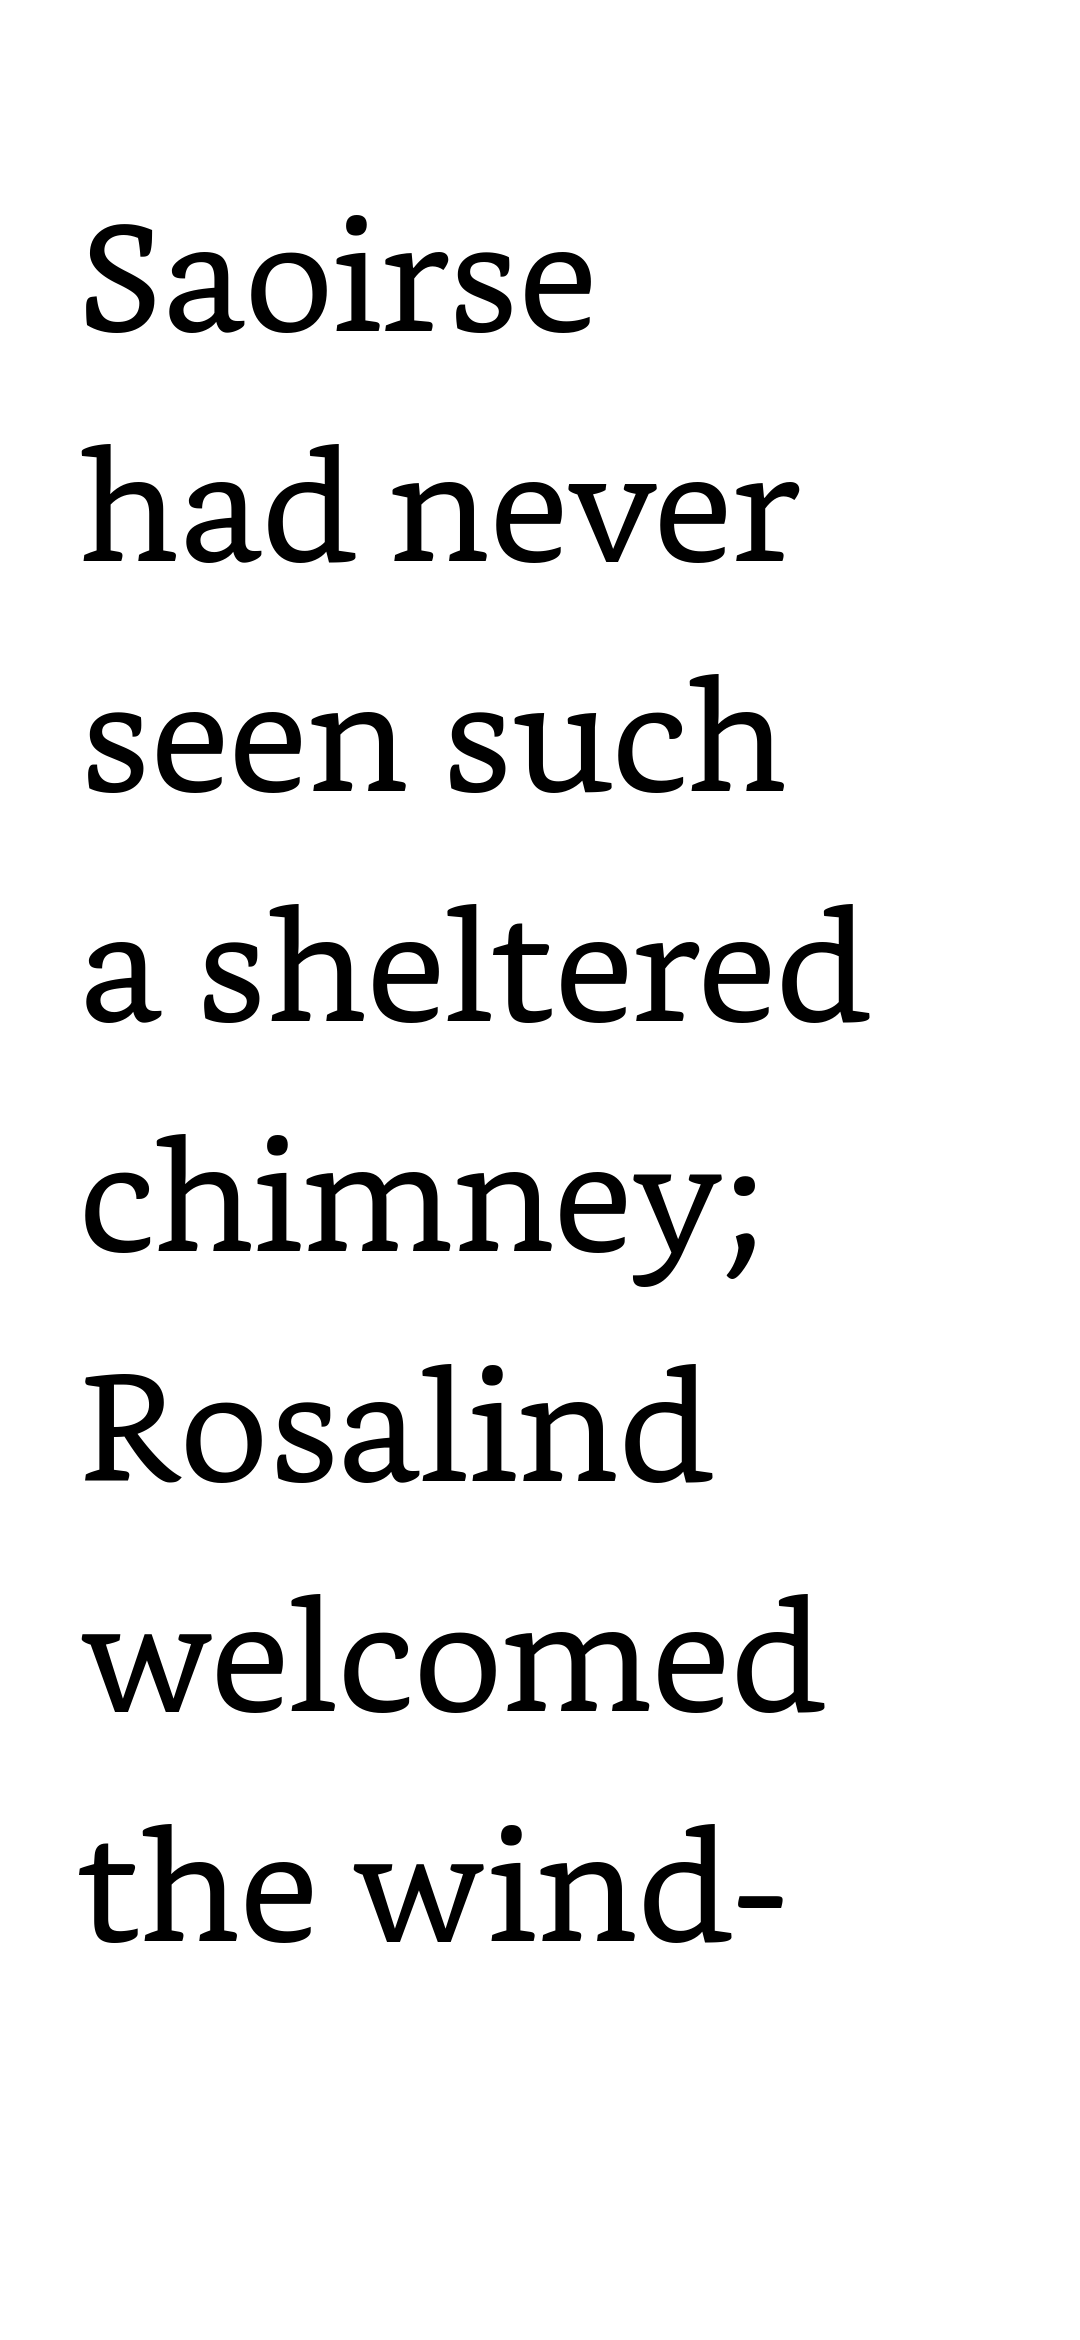 Saoirse
had never
seen such
a sheltered
chimney;
Rosalind
welcomed
the wind-